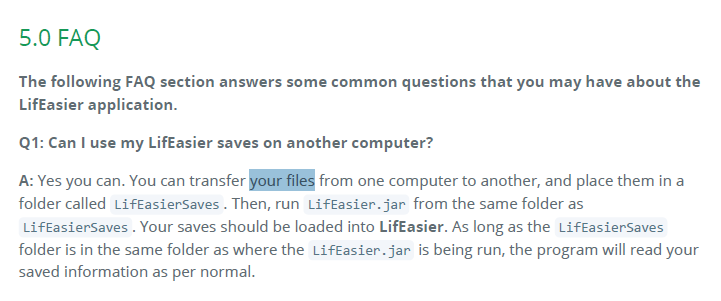 5.0 FAQ
The following FAQ section answers some common questions that you may have about the
LifEasier application.
Q1: Can I use my LifEasier saves on another computer?
A: Yes you can. You can transfer your files from one computer to another, and place them in a
folder called LifEasierSaves. Then, run LifEasier.jar from the same folder as
LifEasierSaves. Your saves should be loaded into LifEasier. As long as the LifEasierSaves
folder is in the same folder as where the LifEasier.jar is being run, the program will read your
saved information as per normal.